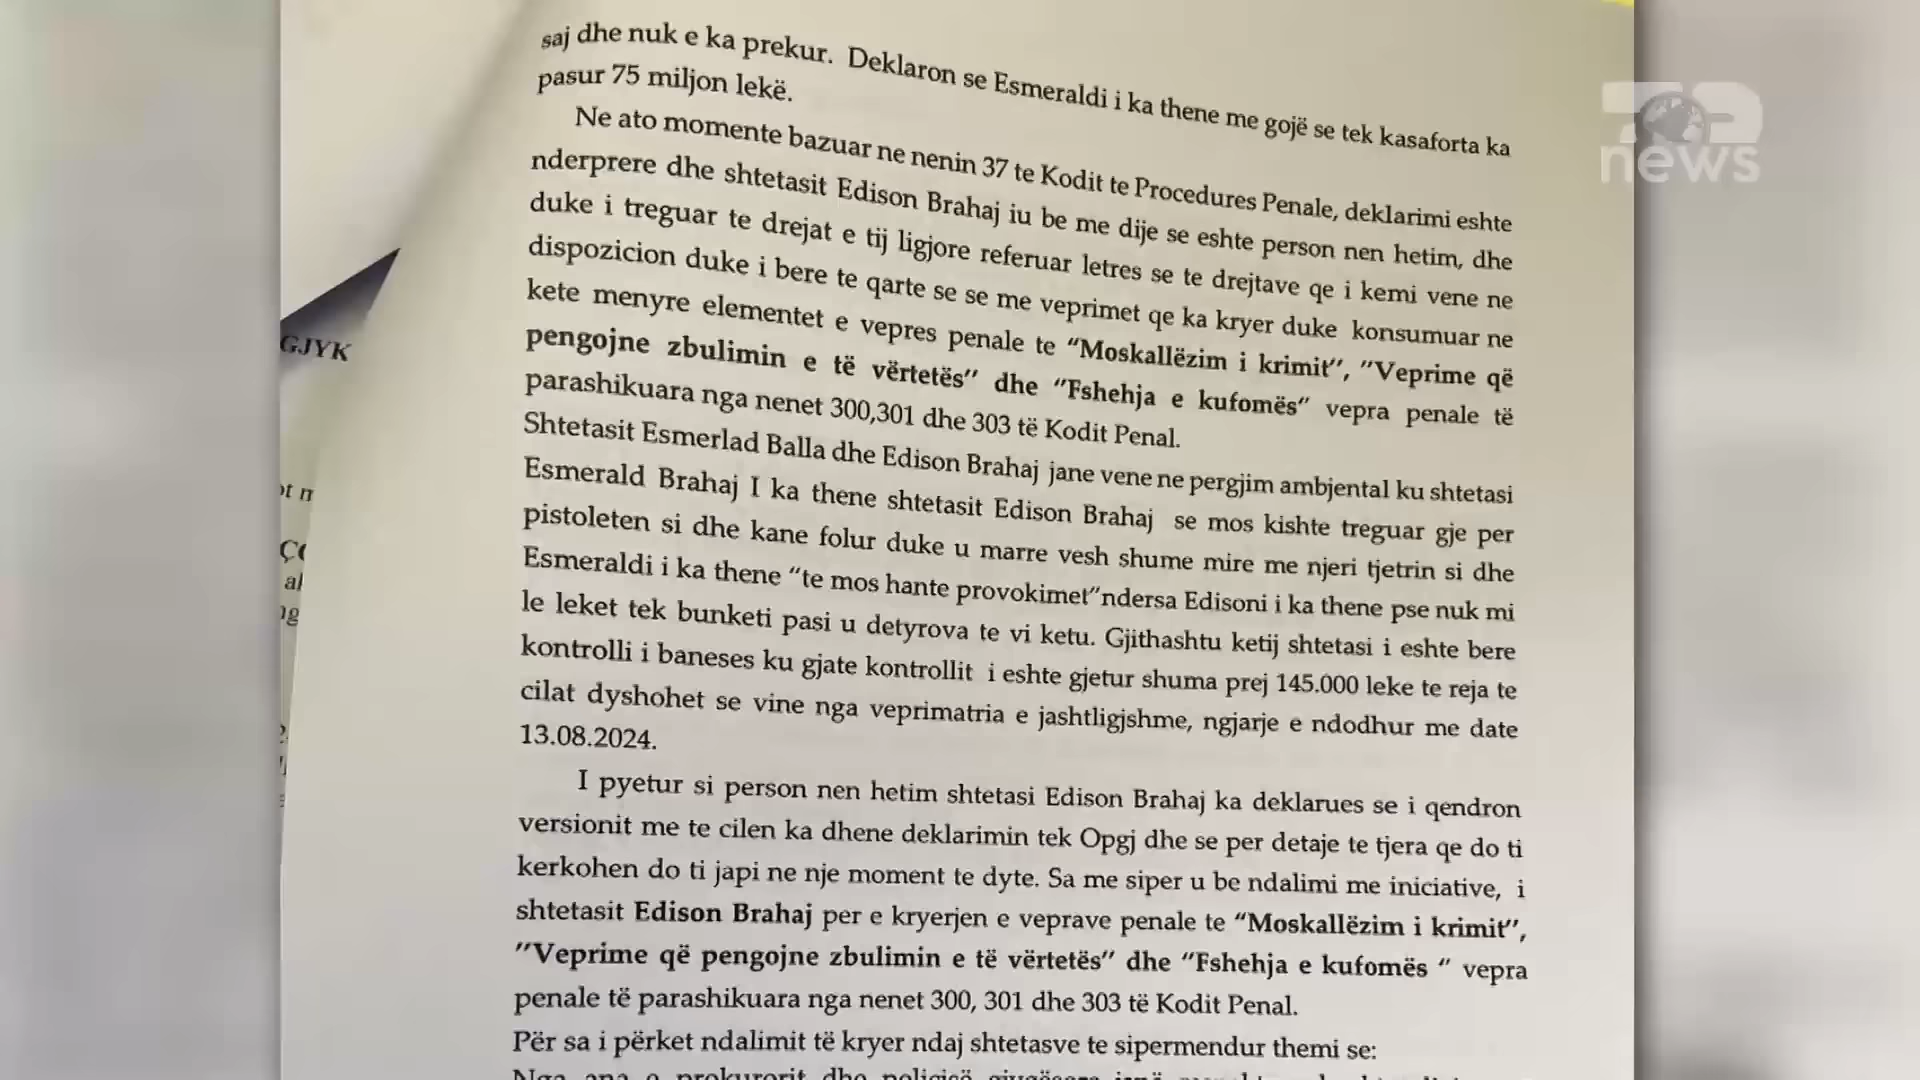 saj dhe nuk e ka prekur. Deklaron se Esmeraldi i ka thene me gojë se tek kasaforta ka
pasur 75 miljon lekë.
Ne ato momente bazuar ne nenin 37 te Kodit te Procedures Penale, deklarimi eshte
nderprere dhe shtetasit Edison Brahaj iu be me dije se eshte person nen hetim, dhe
duke i treguar te drejat e tij ligjore referuar letres se te drejtave qe i kemi vene ne
dispozicion duke i bere te qarte se se me veprimet qe ka kryer duke konsumuar ne
kete menyre elementet e vepres penale te “Moskallëzim i krimit”, ”Veprime që
pengojne zbulimin e të vërtetës” dhe “Fshehja e kufomës” vepra penale të
parashikuara nga nenet 300,301 dhe 303 të Kodit Penal.
Shtetasit Esmerlad Balla dhe Edison Brahaj jane vene ne pergjim ambjental ku shtetasi
Esmerald Brahaj I ka thene shtetasit Edison Brahaj se mos kishte treguar gje per
pistoleten si dhe kane folur duke u marre vesh shume mire me njeri tjetrin si dhe
Esmeraldi i ka thene “te mos hante provokimet”ndersa Edisoni i ka thene pse nuk mi
le leket tek bunketi pasi u detyrova te vi ketu. Gjithashtu ketij shtetasi i eshte bere
kontrolli i baneses ku gjate kontrollit i eshte gjetur shuma prej 145.000 leke te reja te
cilat dyshohet se vine nga veprimatria e jashtligjshme, ngjarje e ndodhur me date
13.08.2024.
I pyetur si person nen hetim shtetasi Edison Brahaj ka deklarues se i qendron
versionit me te cilen ka dhene deklarimin tek Opgj dhe se per detaje te tjera qe do ti
kerkohen do ti japi ne nje moment te dyte. Sa me siper u be ndalimi me iniciative, i
shtetasit Edison Brahaj per e kryerjen e veprave penale te “Moskallëzim i krimit”,
”Veprime që pengojne zbulimin e të vërtetës” dhe “Fshehja e kufomës “ vepra
penale të parashikuara nga nenet 300, 301 dhe 303 të Kodit Penal.
Për sa i përket ndalimit të kryer ndaj shtetasve te sipermendur themi se:
GJYK
news